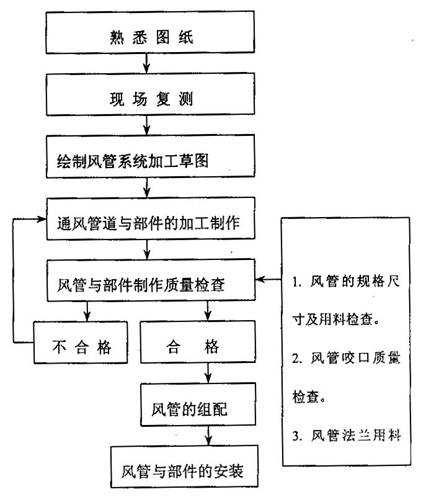 熟悉图纸
现场复测
绘制风管系统加工草图
通风管道与部件的加工制作
风管与部件制作质量检查
不合格
合格
风管的组配
风管与部件的安装
1. 风管的规格尺
寸及用料检查。
2. 风管咬口质量
检查。
3. 风管法兰用料